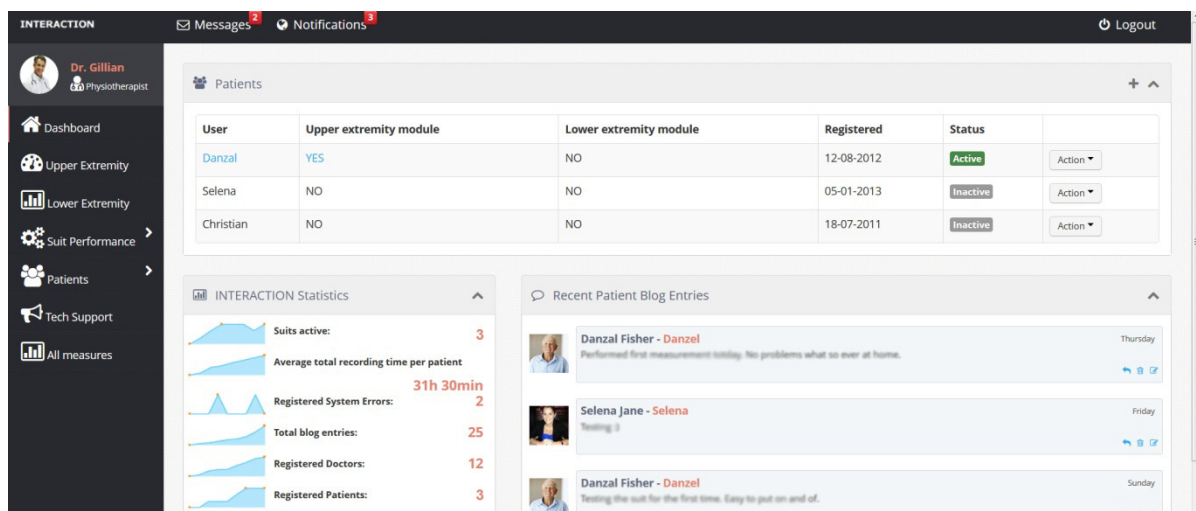 INTERACTION
Messages 2 Notifications 3 Logout
Dr. Gillian
Physiotherapist
Dashboard
Upper Extremity
Lower Extremity
Suit Performance
Patients
Tech Support
All measures
Patients
User Upper extremity module Lower extremity module Registered Status
Danzal YES NO 12-08-2012 Active Action
Selena NO NO 05-01-2013 Inactive Action
Christian NO NO 18-07-2011 Inactive Action
INTERACTION Statistics
Suits active: 3
Average total recording time per patient
31h 30min
Registered System Errors: 2
Total blog entries: 25
Registered Doctors: 12
Registered Patients: 3
Recent Patient Blog Entries
Danzal Fisher - Danzel Thursday
Performed first measurement No problems what so ever at home.
Selena Jane - Selena Friday
Testing :)
Danzal Fisher - Danzel Sunday
Testing the suit for the first time. Easy to put on and of.